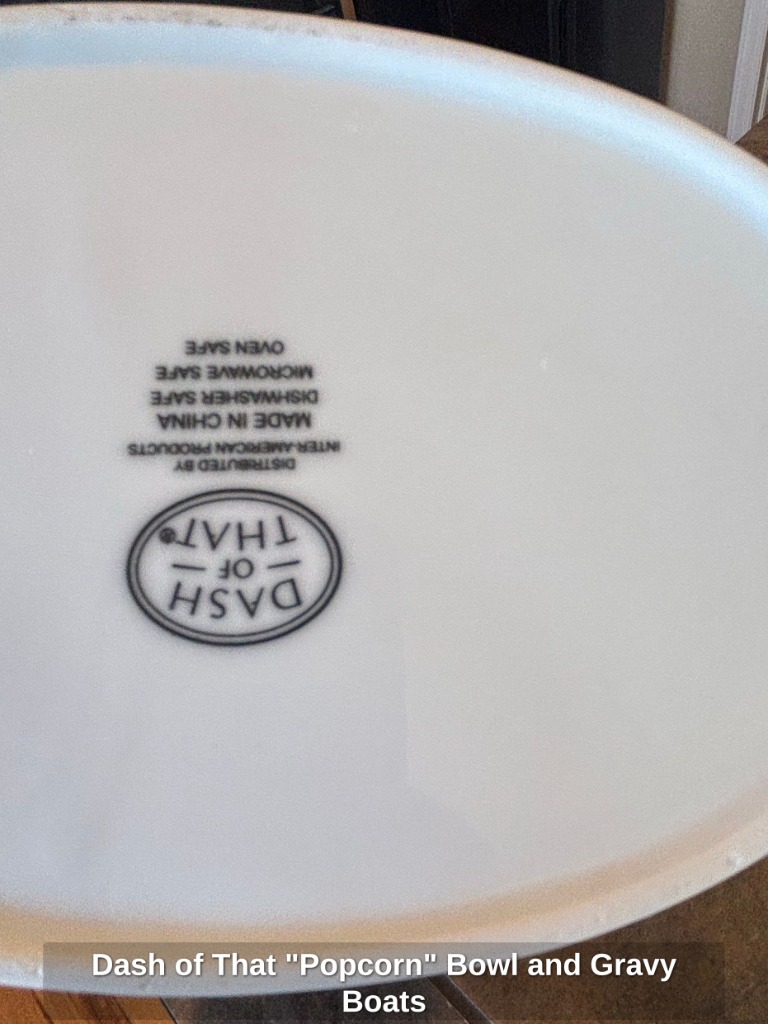 DASH
OF
THAT®
DISTRIBUTED BY
INTER-AMERICAN PRODUCTS
MADE IN CHINA
DISHWASHER SAFE
MICROWAVE SAFE
OVEN SAFE
Dash of That "Popcorn" Bowl and Gravy
Boats